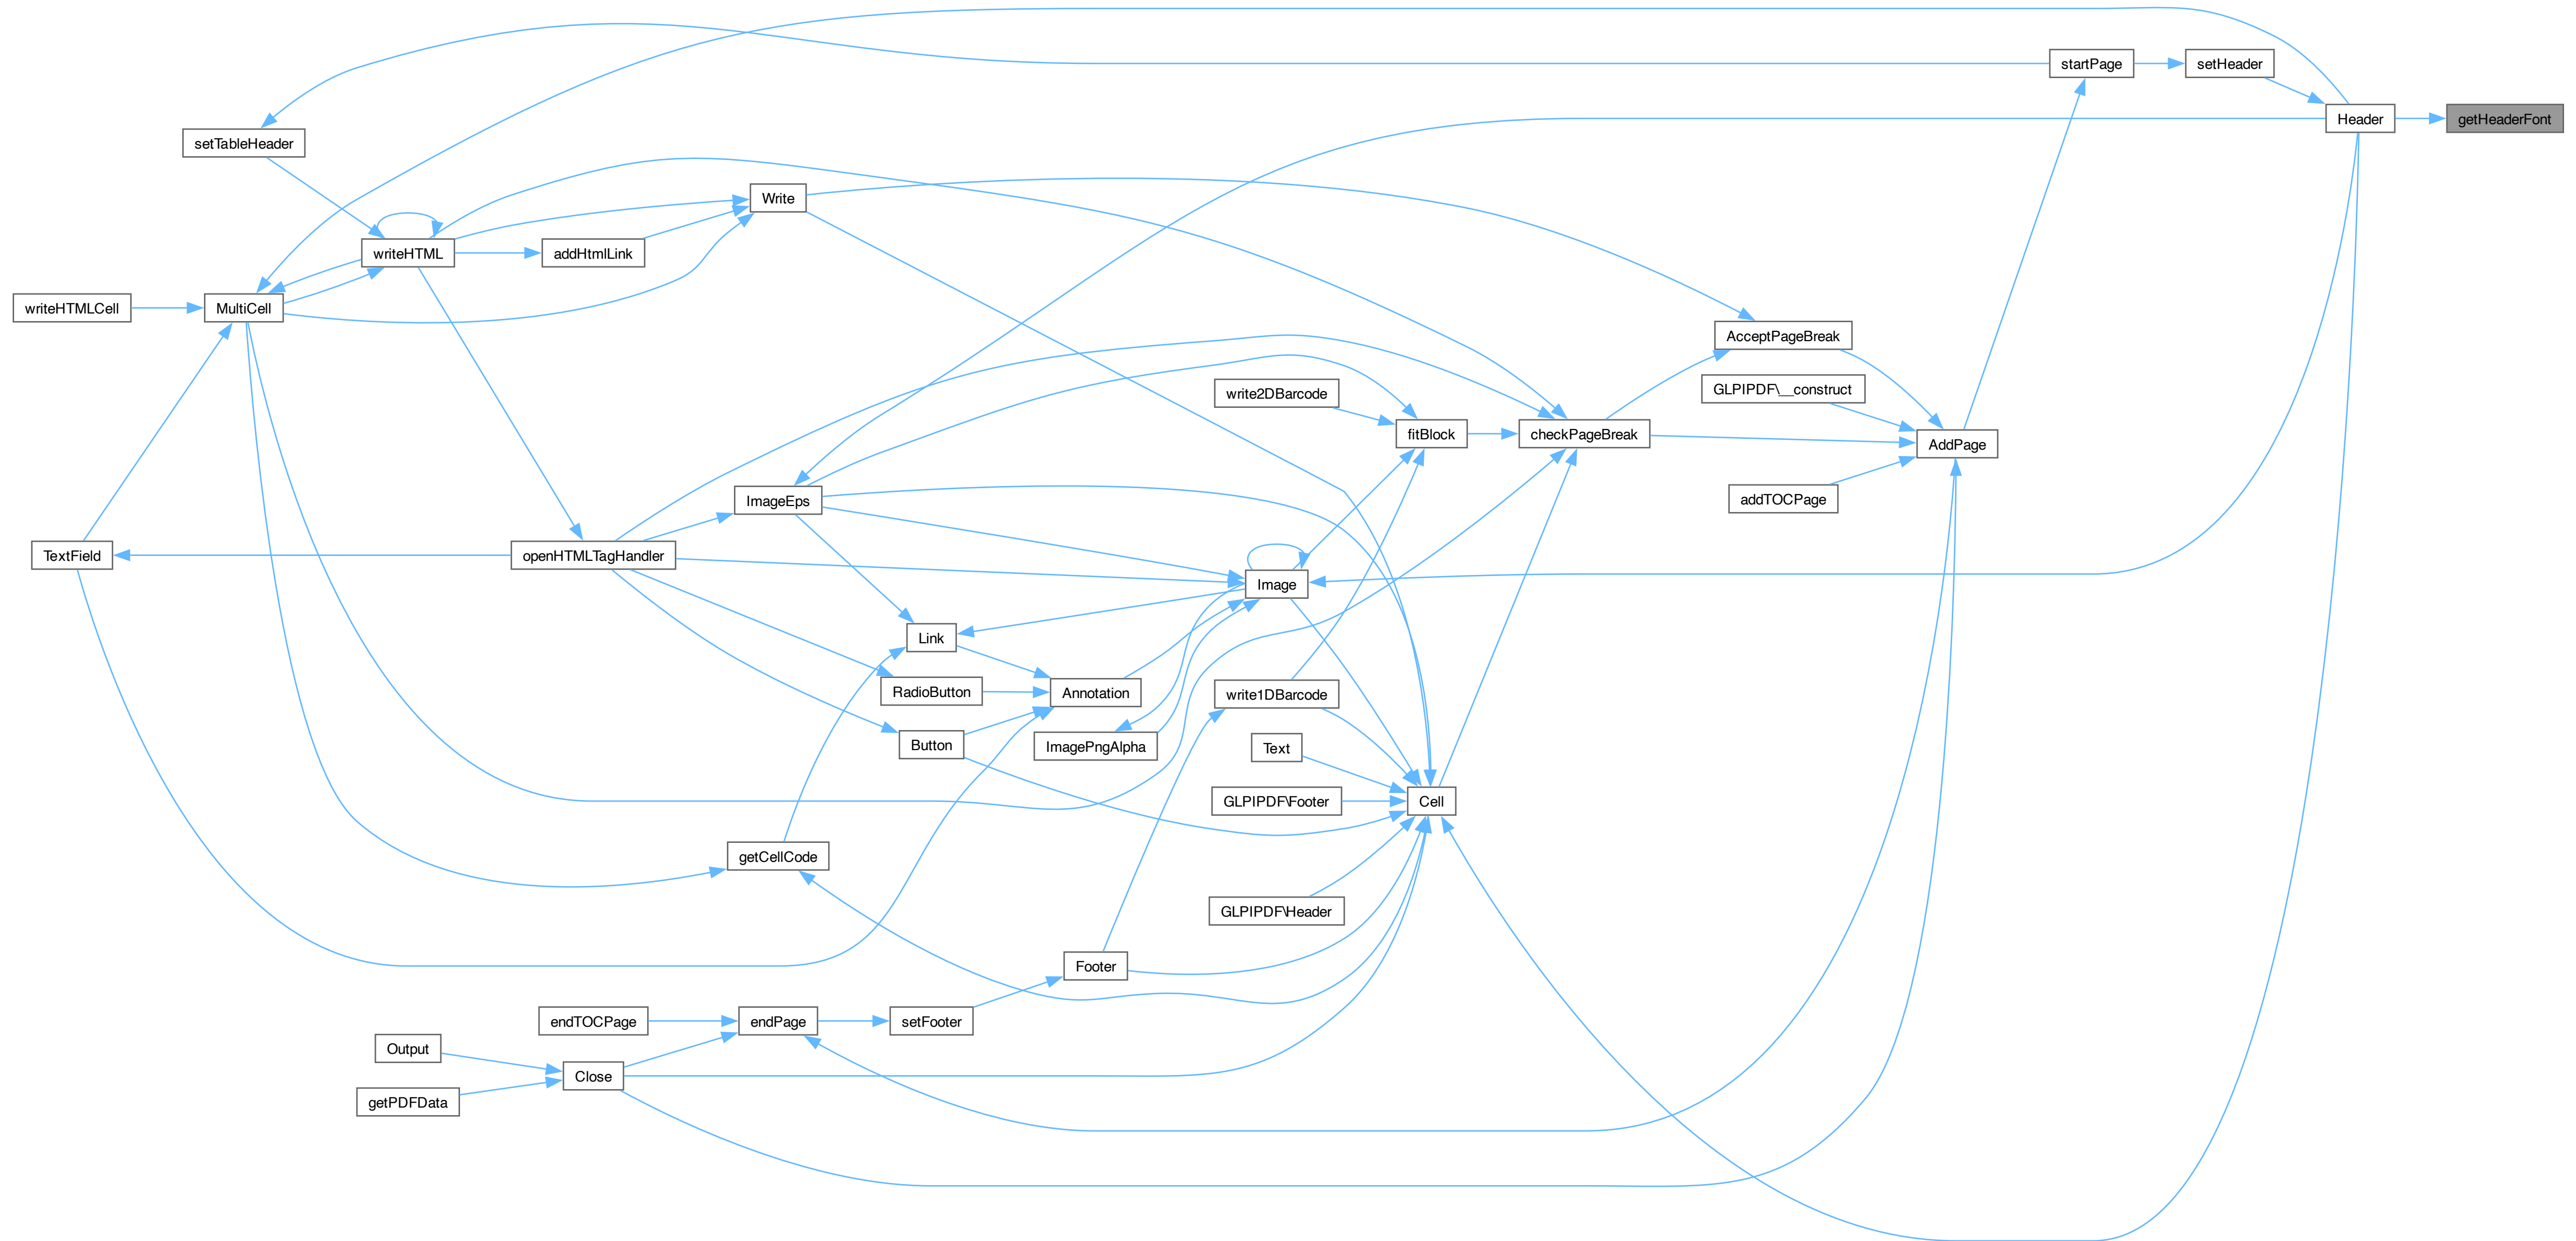 startPage
setHeader
Header
getHeaderFont
setTableHeader
Write
writeHTML
addHtmlLink
writeHTMLCell
MultiCell
AcceptPageBreak
GLPIPDF\__construct
write2DBarcode
fitBlock
checkPageBreak
AddPage
ImageEps
addTOCPage
TextField
openHTMLTagHandler
Image
Link
RadioButton
Annotation
write1DBarcode
Button
ImagePngAlpha
Text
GLPIPDF\Footer
Cell
getCellCode
GLPIPDF\Header
Footer
endTOCPage
endPage
setFooter
Output
Close
getPDFData